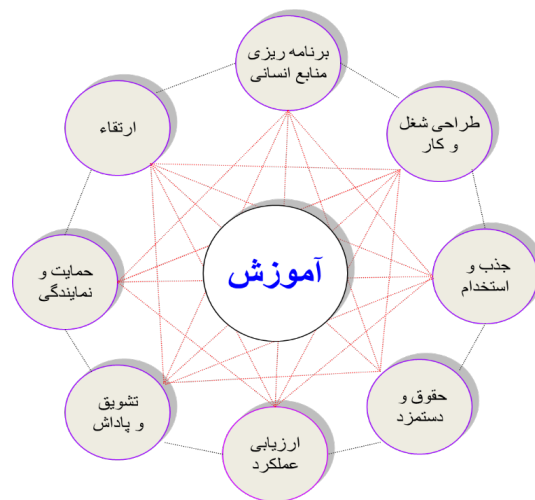 برنامه ریزی
منابع انسانی
طراحی شغل
و کار
جذب و
استخدام
حقوق و
دستمزد
ارزیابی
عملکرد
تشویق
و پاداش
حمایت و
نمایندگی
ارتقاء
آموزش